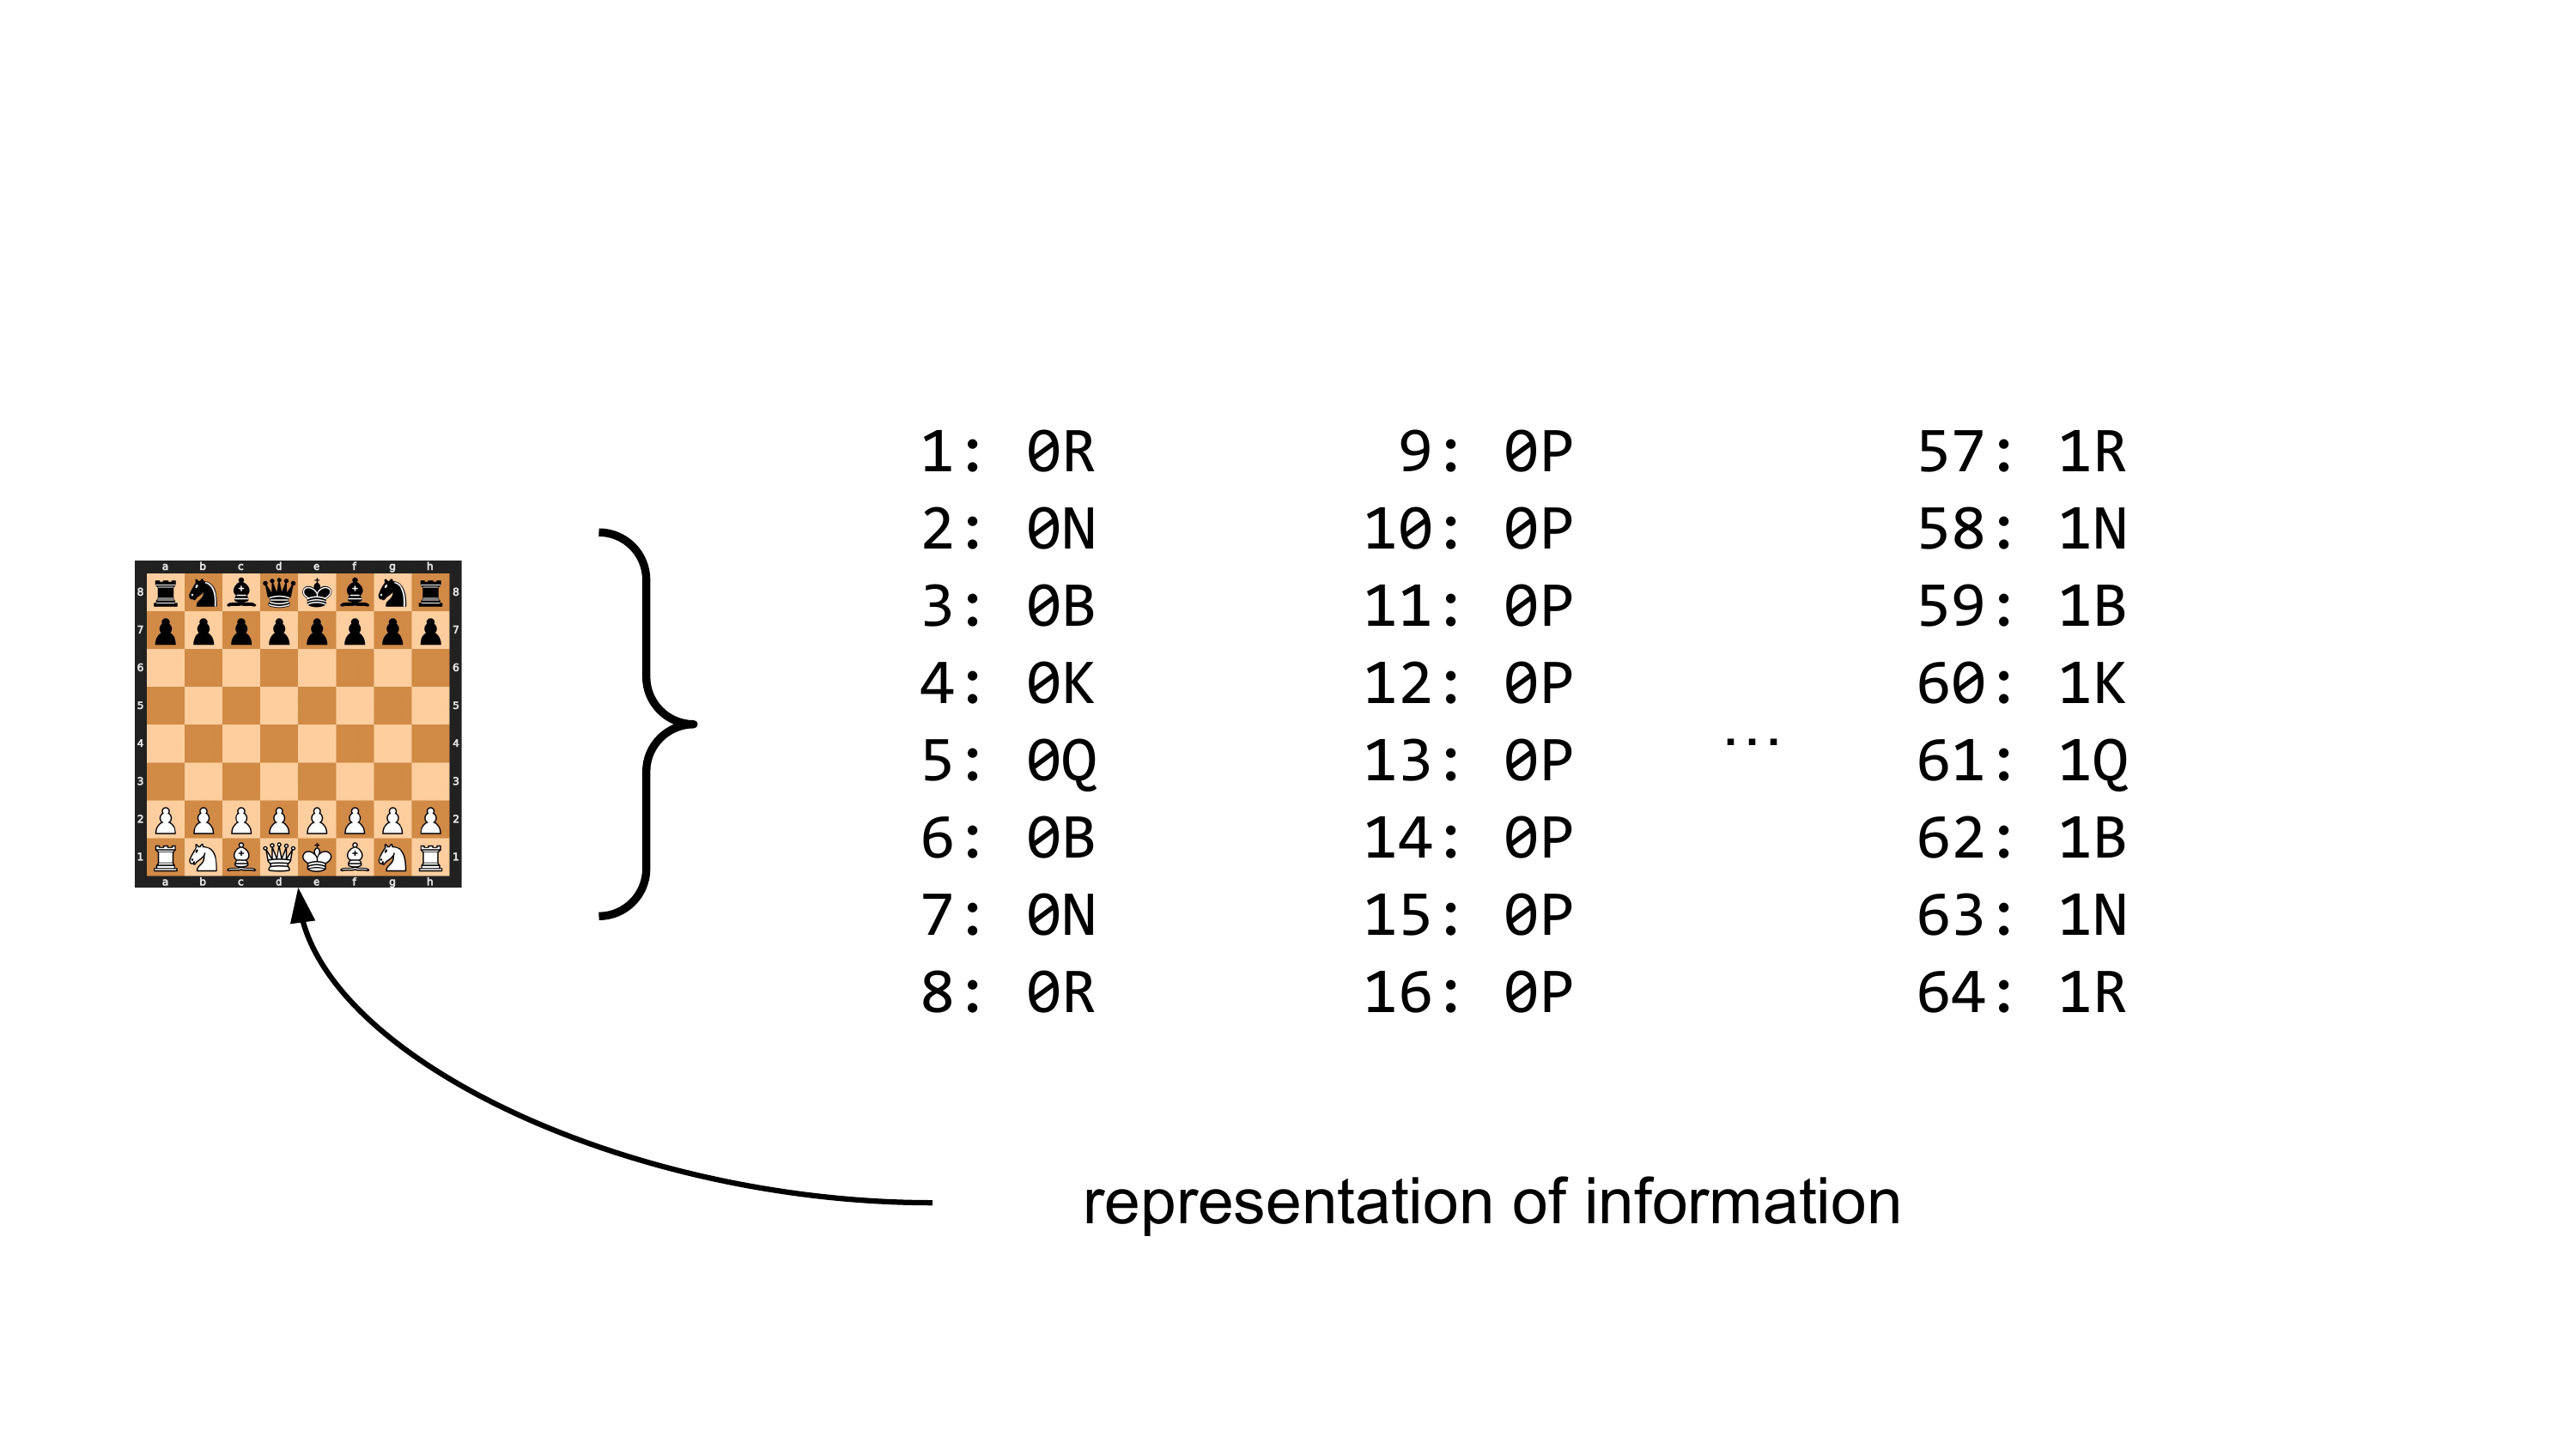 a b c d e f g h
8 8
7 7
6 6
5 5
4 4
3 3
2 2
1 1
a b c d e f g h
1: 0R
2: 0N
3: 0B
4: 0K
5: 0Q
6: 0B
7: 0N
8: 0R
9: 0P
10: 0P
11: 0P
12: 0P
13: 0P
14: 0P
15: 0P
16: 0P
...
57: 1R
58: 1N
59: 1B
60: 1K
61: 1Q
62: 1B
63: 1N
64: 1R
representation of information